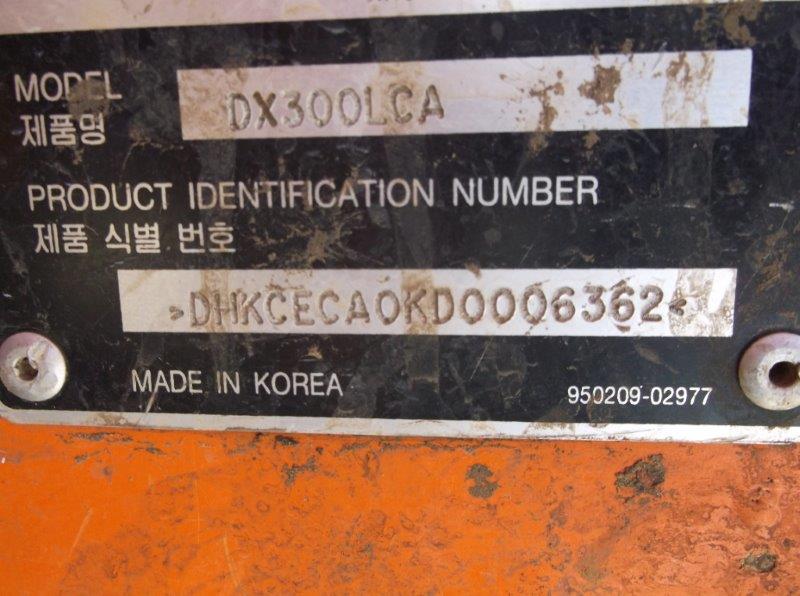 MODEL DX300LCA
제품명
PRODUCT IDENTIFICATION NUMBER
제품 식별 번호
>DHKCECA0KD0006362<
MADE IN KOREA 950209-02977